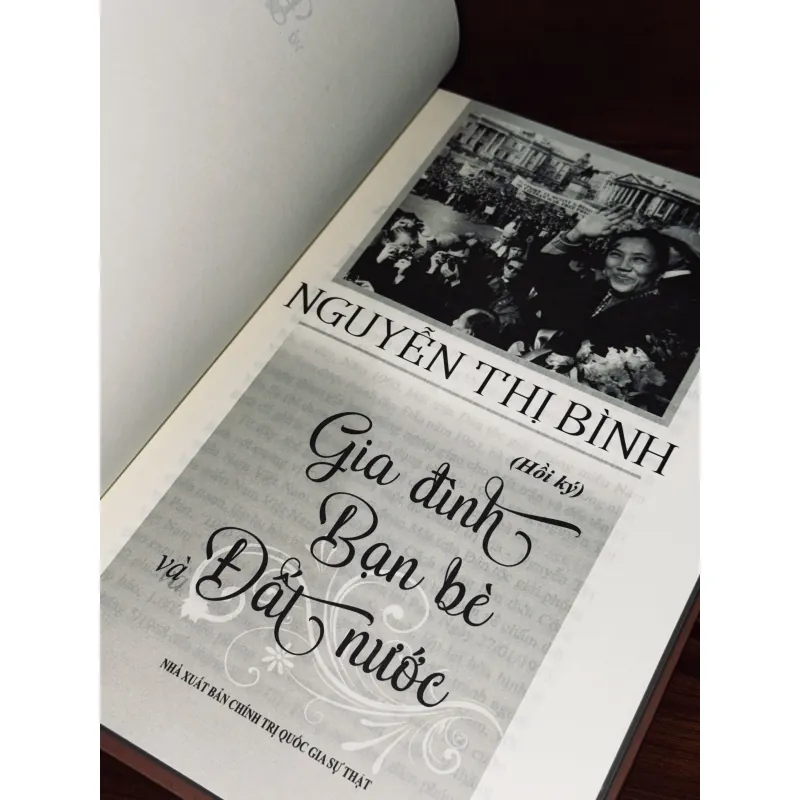 NGUYỄN THỊ BÌNH
(Hồi ký)
Gia đình
Bạn bè
và Đất nước
NHÀ XUẤT BẢN CHÍNH TRỊ QUỐC GIA SỰ THẬT